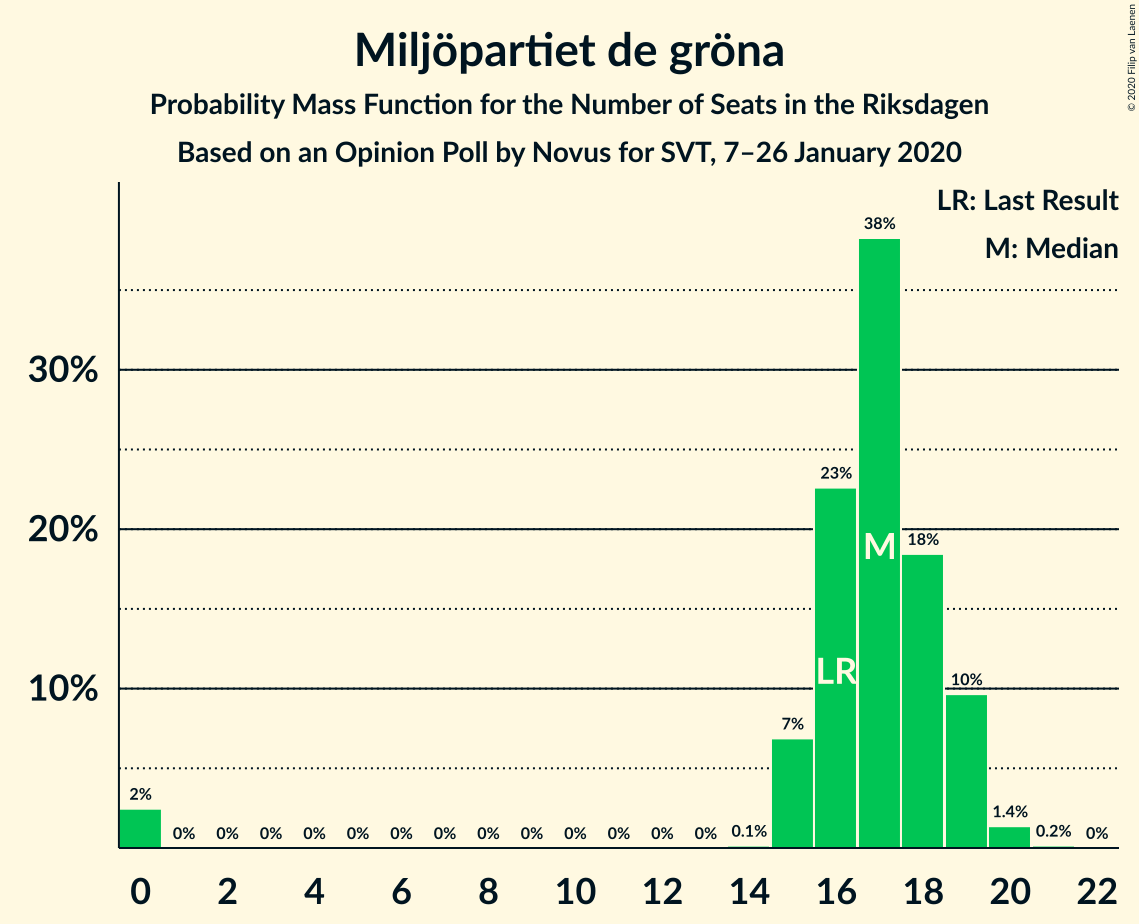 Miljöpartiet de gröna
Probability Mass Function for the Number of Seats in the Riksdagen
Based on an Opinion Poll by Novus for SVT, 7–26 January 2020
© 2020 Filip van Laenen
LR: Last Result
M: Median
38%
30%
23%
20%
M
18%
LR
10%
10%
7%
2%
0%
0%
0%
0%
0%
0%
0%
0%
0%
0%
0%
0%
0%
0.1%
1.4%
0.2%
0%
0 2 4 6 8 10 12 14 16 18 20 22